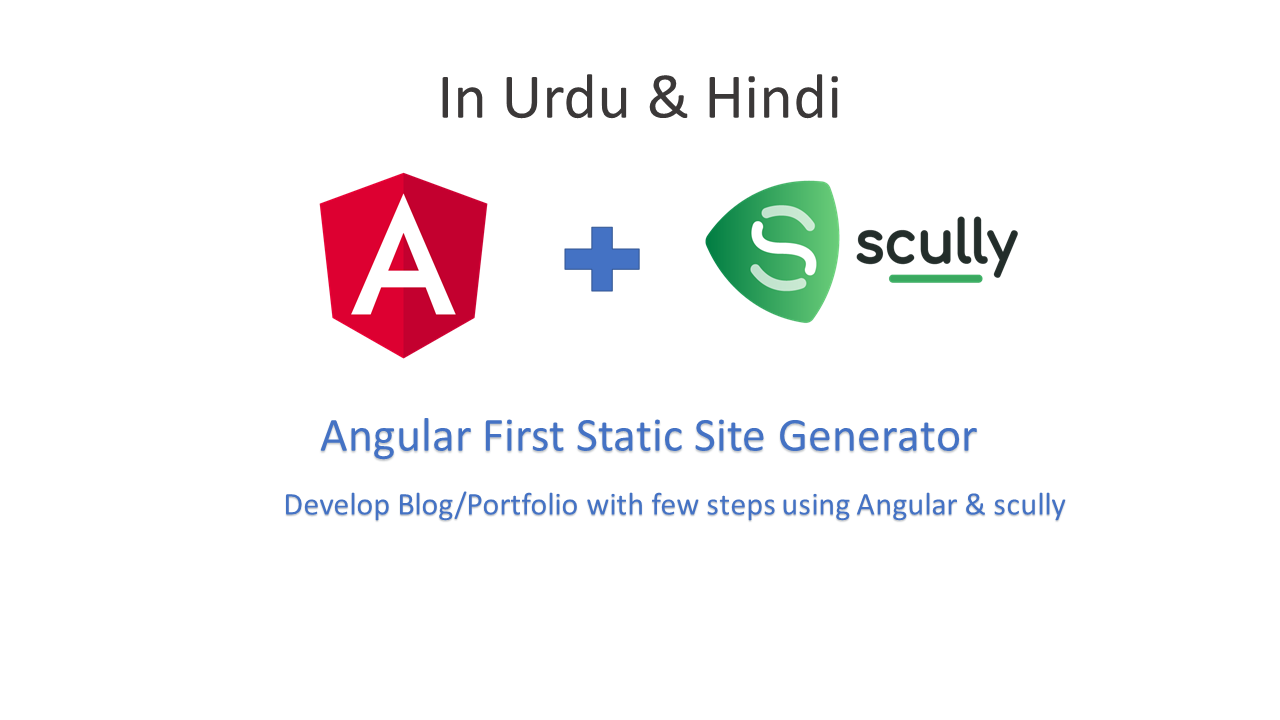 In Urdu & Hindi
A
S scully
Angular First Static Site Generator
Develop Blog/Portfolio with few steps using Angular & scully